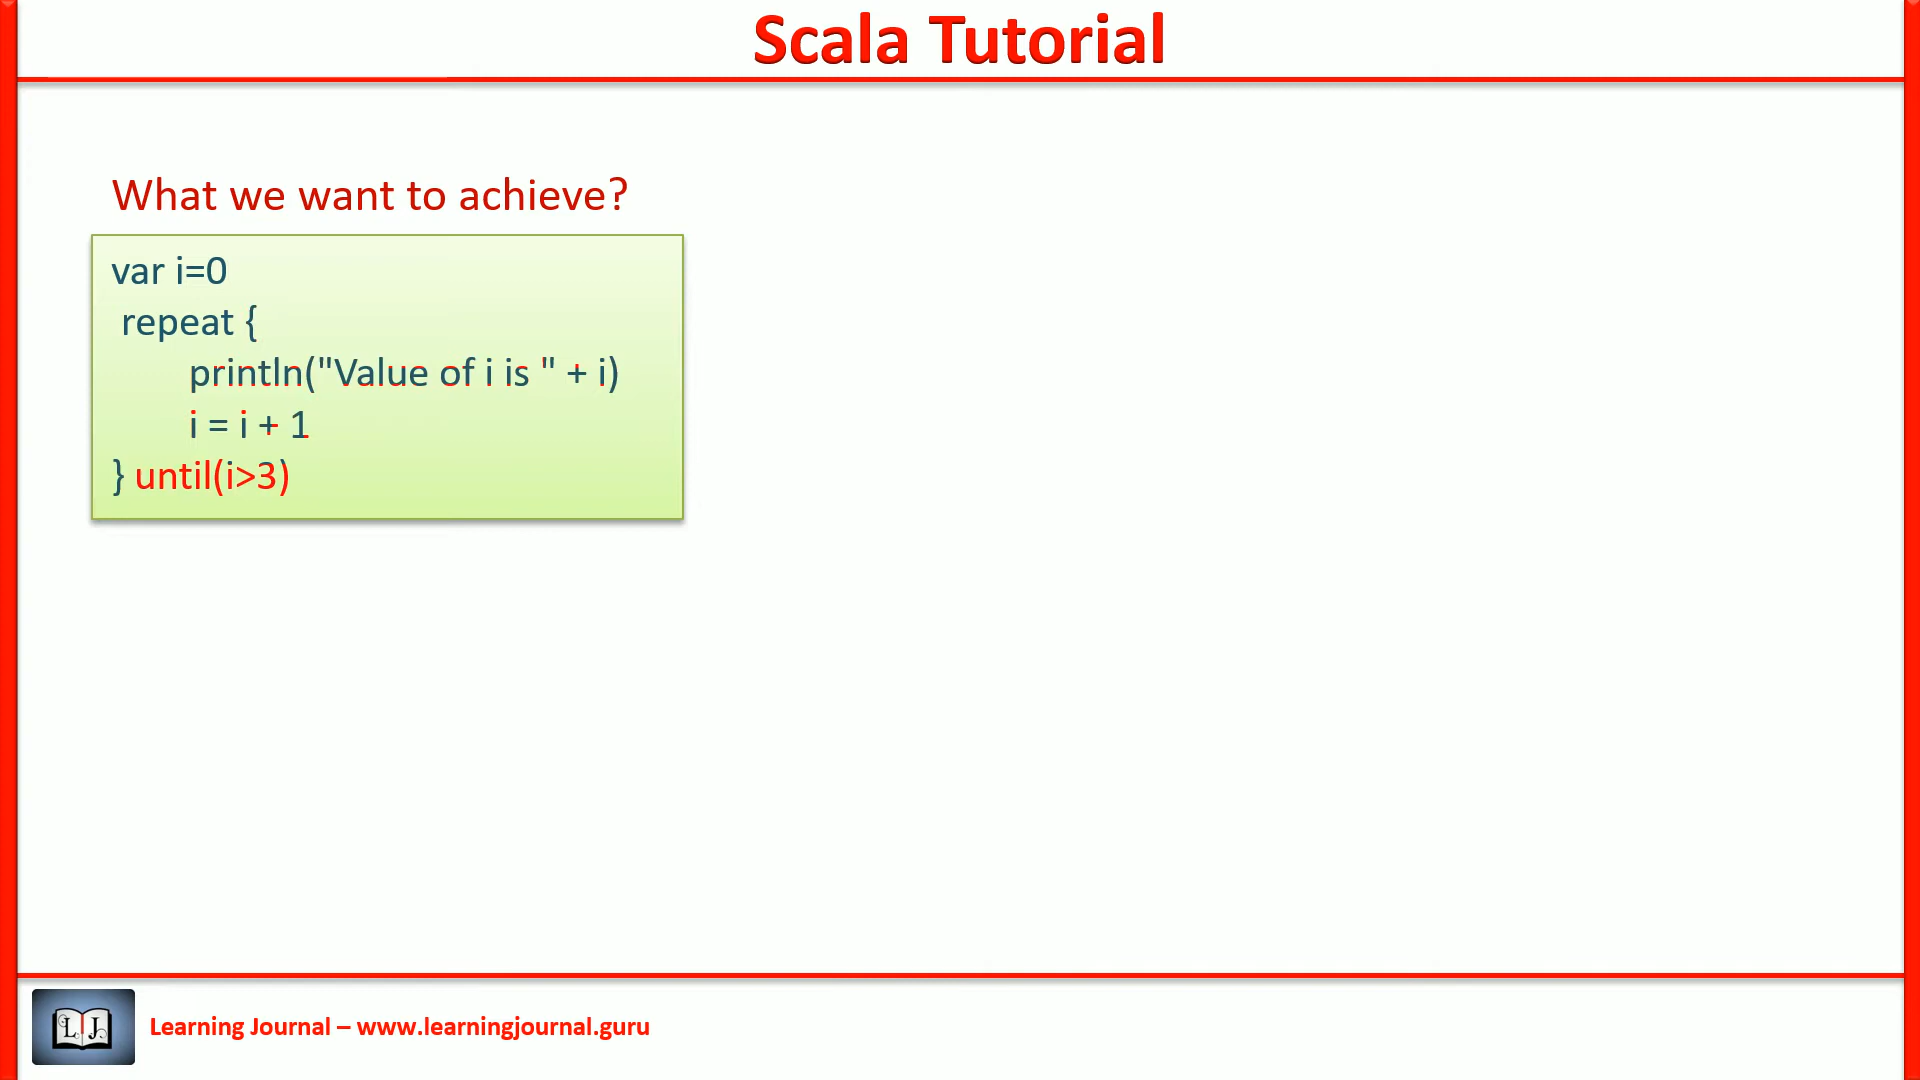 Scala Tutorial
What we want to achieve?
var i=0
repeat {
println("Value of i is " + i)
i = i + 1
} until(i>3)
L J
Learning Journal – www.learningjournal.guru